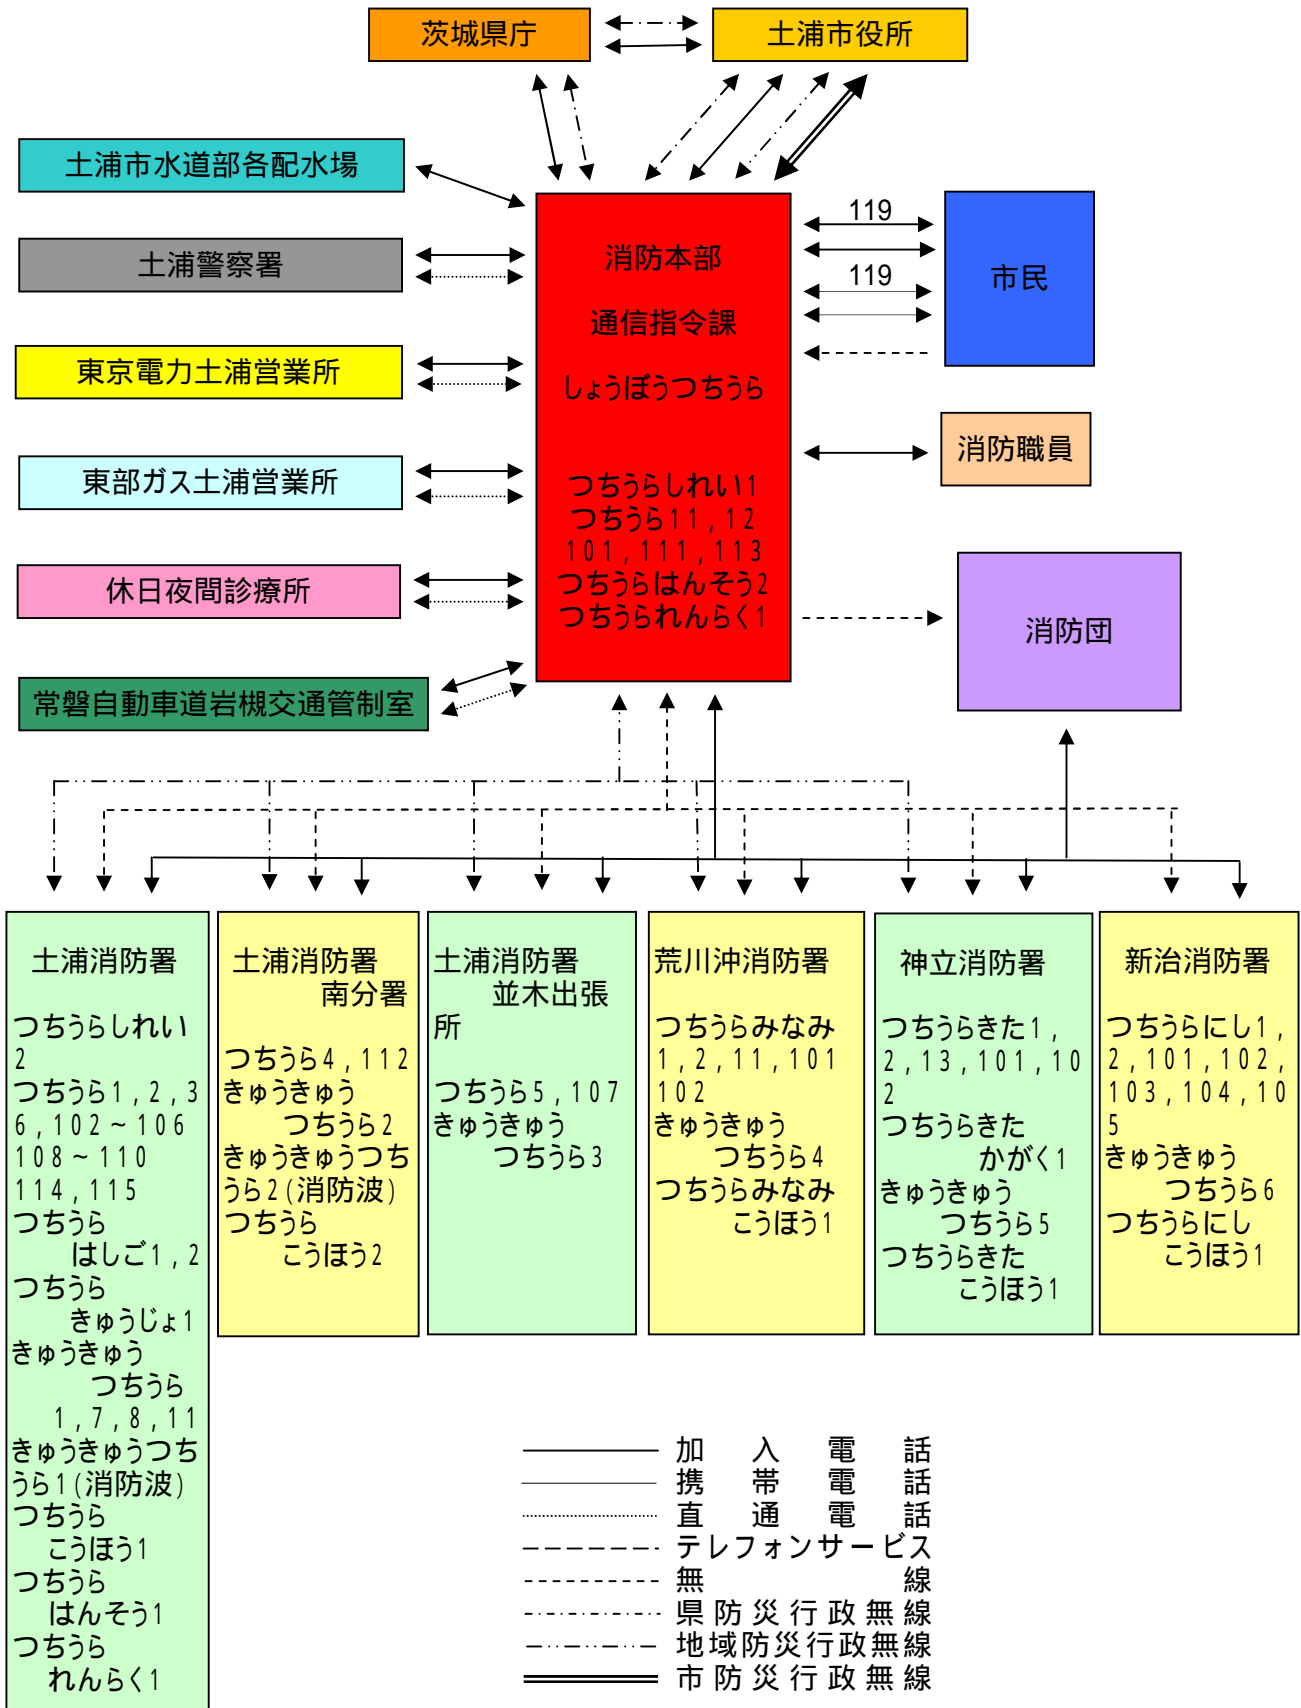 茨城県庁
土浦市役所
土浦市水道部各配水場
土浦警察署
東京電力土浦営業所
東部ガス土浦営業所
休日夜間診療所
常磐自動車道岩槻交通管制室
消防本部
通信指令課
しょうぼうつちうら
つちうらしれい1
つちうら11,12
101,111,113
つちうらはんそう2
つちうられんらく1
119
119
市民
消防職員
消防団
土浦消防署
つちうらしれい
2
つちうら1,2,3
6,102~106
108~110
114,115
つちうら
はしご1,2
つちうら
きゅうじょ1
きゅうきゅう
つちうら
1,7,8,11
きゅうきゅうつち
うら1(消防波)
つちうら
こうほう1
つちうら
はんそう1
つちうら
れんらく1
土浦消防署
南分署
つちうら4,112
きゅうきゅう
つちうら2
きゅうきゅうつち
うら2(消防波)
つちうら
こうほう2
土浦消防署
並木出張
所
つちうら5,107
きゅうきゅう
つちうら3
荒川沖消防署
つちうらみなみ
1,2,11,101
102
きゅうきゅう
つちうら4
つちうらみなみ
こうほう1
神立消防署
つちうらきた1,
2,13,101,10
2
つちうらきた
かがく1
きゅうきゅう
つちうら5
つちうらきた
こうほう1
新治消防署
つちうらにし1,
2,101,102,
103,104,10
5
きゅうきゅう
つちうら6
つちうらにし
こうほう1
加入電話
携帯電話
直通電話
テレフォンサービス
無線
県防災行政無線
地域防災行政無線
市防災行政無線